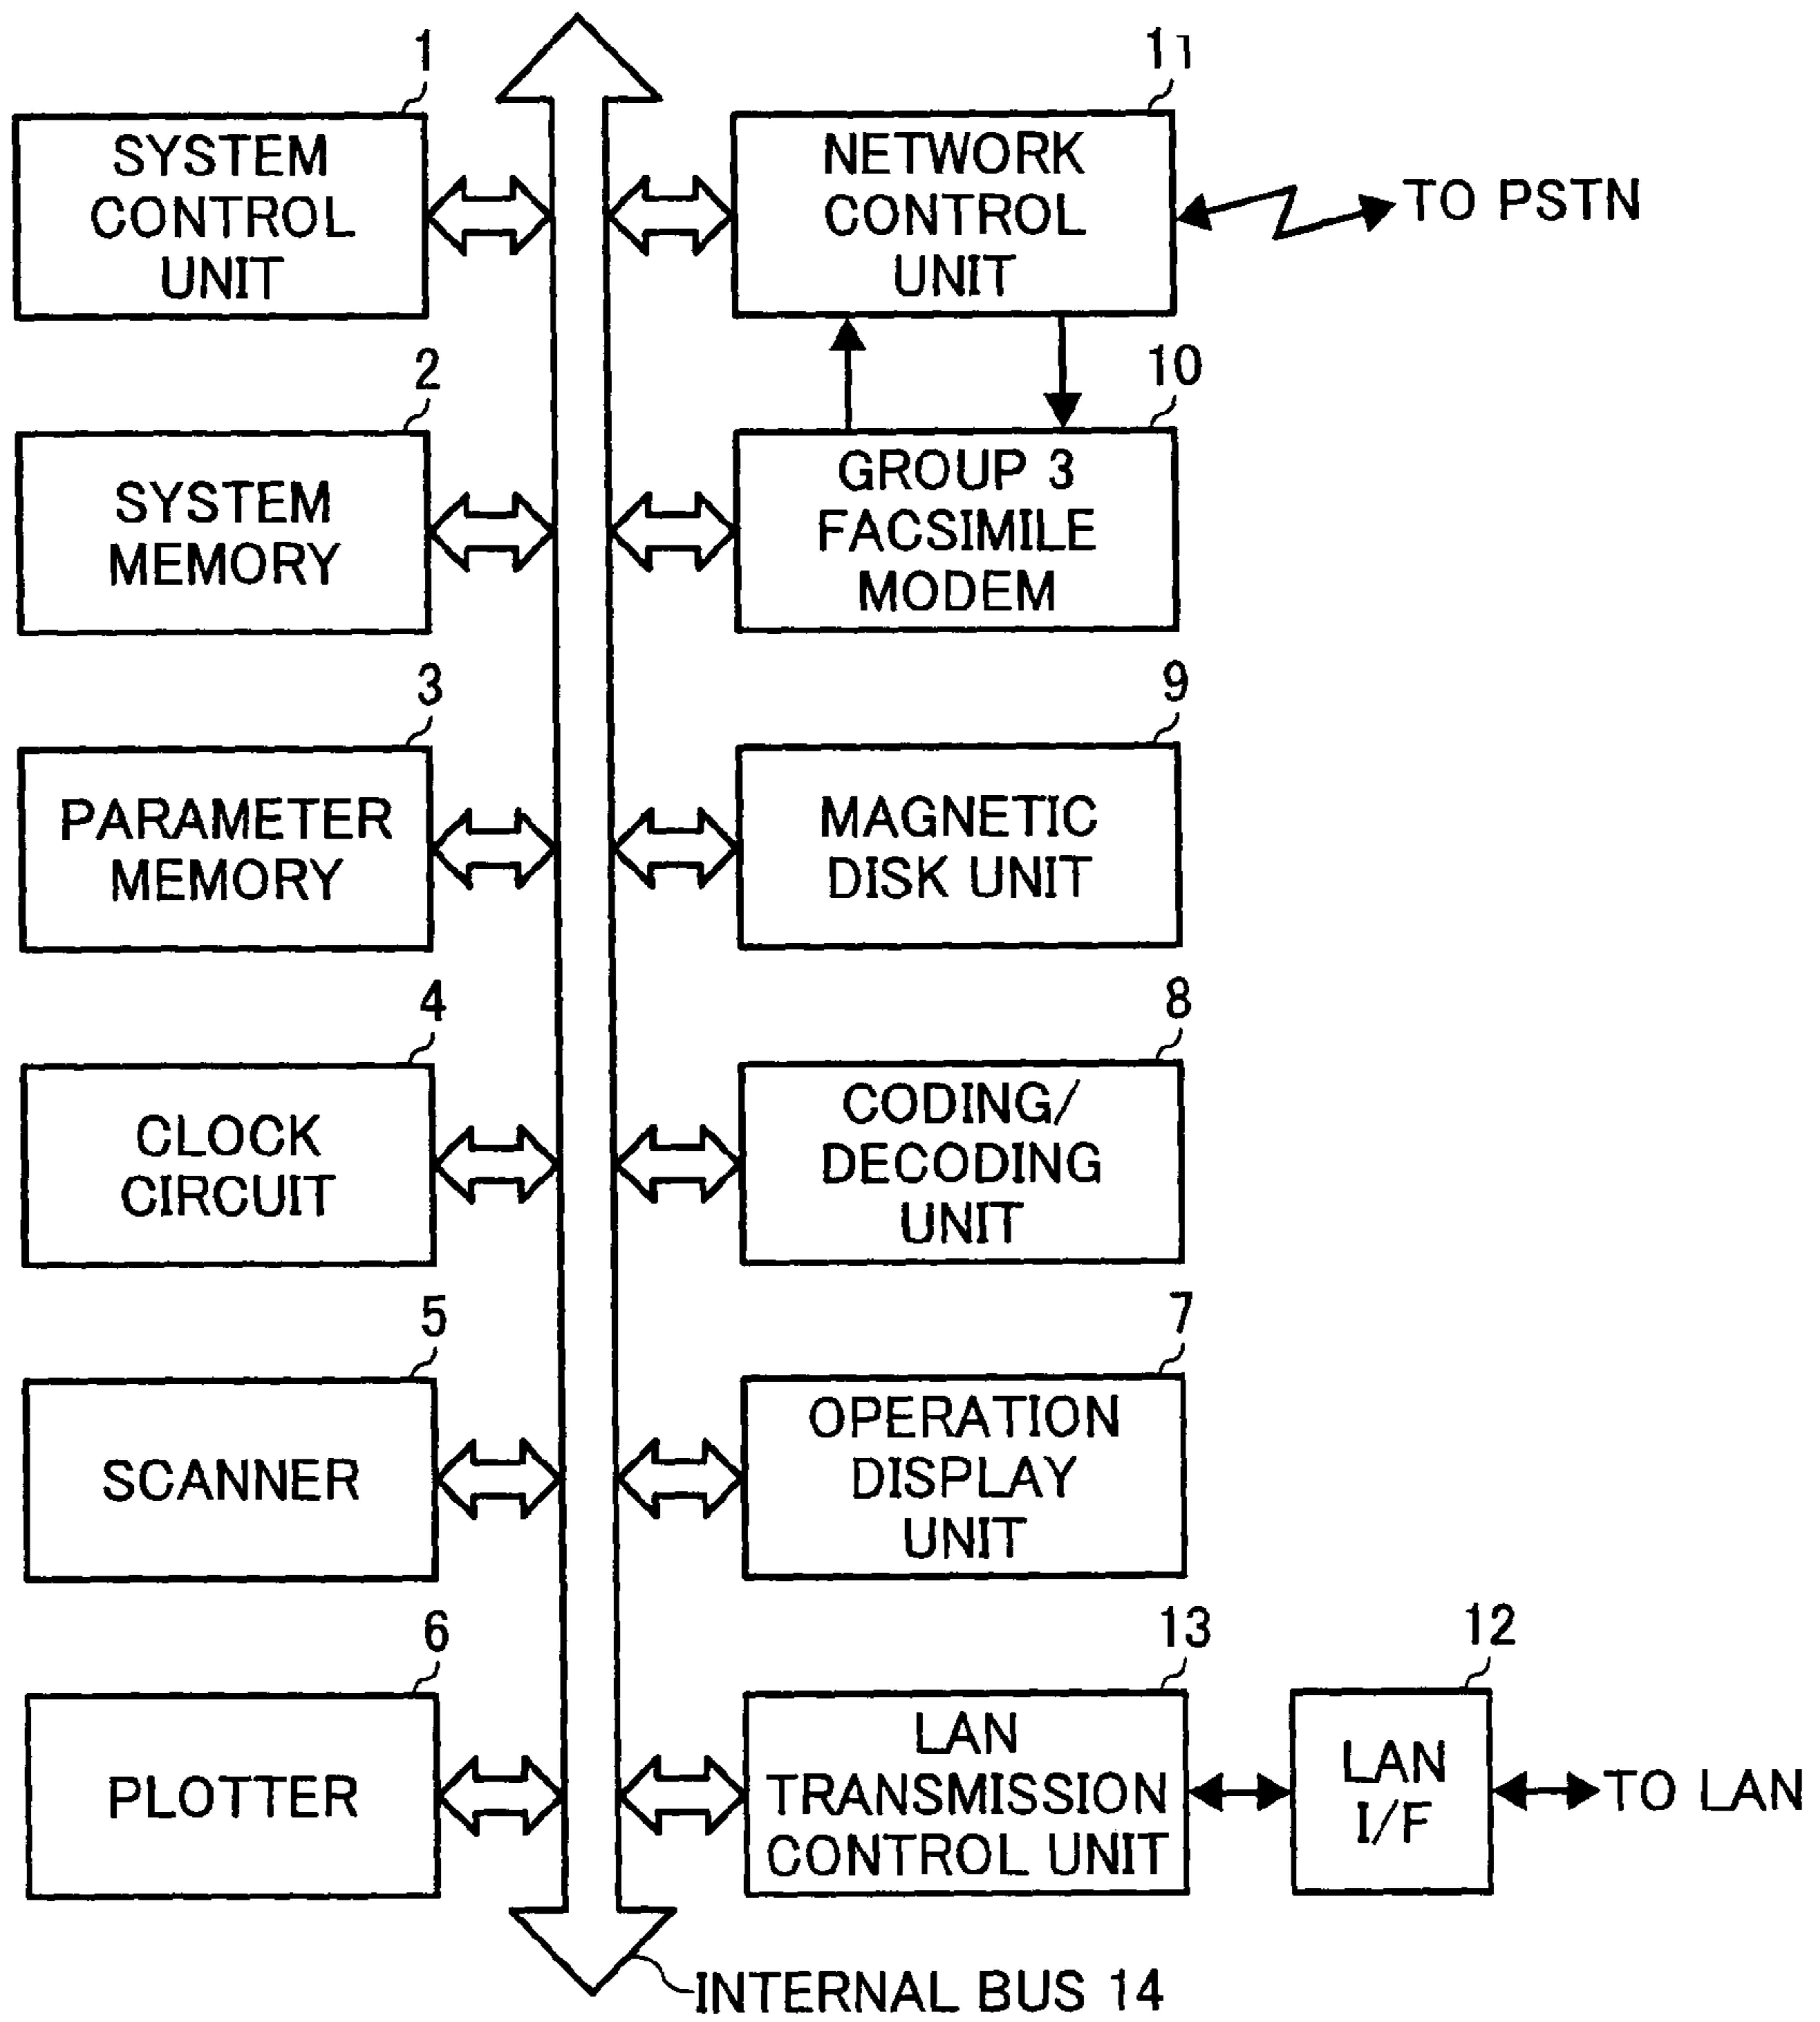 1
SYSTEM
CONTROL
UNIT
11
NETWORK
CONTROL
UNIT
TO PSTN
2
SYSTEM
MEMORY
10
GROUP 3
FACSIMILE
MODEM
3
PARAMETER
MEMORY
9
MAGNETIC
DISK UNIT
4
CLOCK
CIRCUIT
8
CODING/
DECODING
UNIT
5
SCANNER
7
OPERATION
DISPLAY
UNIT
6
PLOTTER
13
LAN
TRANSMISSION
CONTROL UNIT
12
LAN
I/F
TO LAN
INTERNAL BUS 14